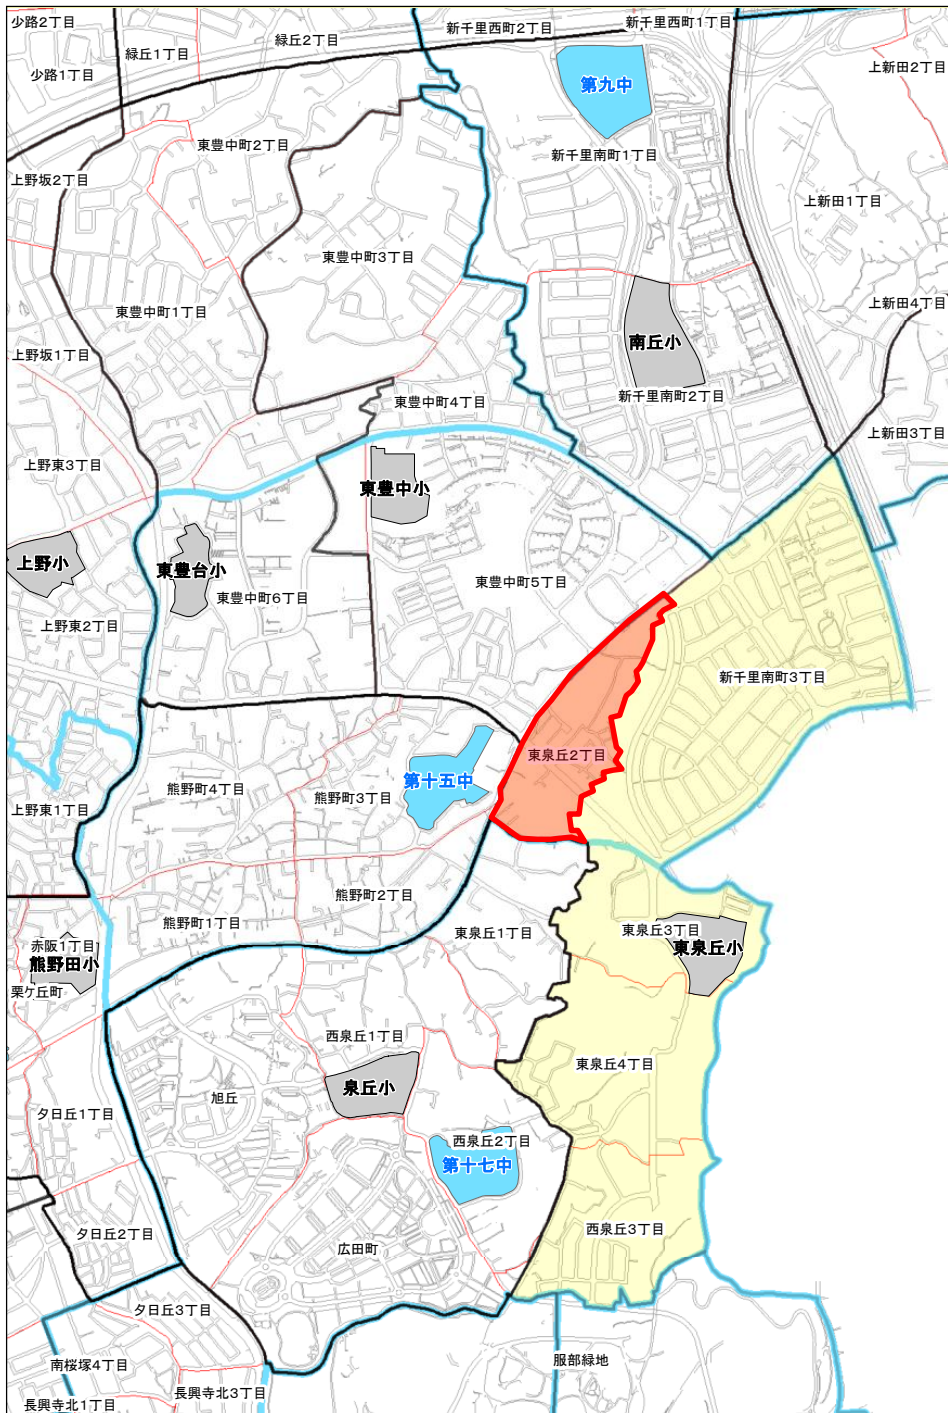 少路2丁目
緑丘1丁目
緑丘2丁目
新千里西町2丁目
新千里西町1丁目
少路1丁目
上新田2丁目
第九中
東豊中町2丁目
新千里南町1丁目
上野坂2丁目
上新田1丁目
東豊中町3丁目
東豊中町1丁目
上新田4丁目
南丘小
上野坂1丁目
新千里南町2丁目
東豊中町4丁目
上新田3丁目
上野東3丁目
東豊中小
上野小
東豊台小
東豊中町5丁目
東豊中町6丁目
上野東2丁目
新千里南町3丁目
東泉丘2丁目
第十五中
熊野町4丁目
熊野町3丁目
上野東1丁目
熊野町2丁目
熊野町1丁目
東泉丘1丁目
東泉丘3丁目
東泉丘小
赤阪1丁目
熊野田小
栗ケ丘町
西泉丘1丁目
東泉丘4丁目
泉丘小
旭丘
夕日丘1丁目
西泉丘2丁目
第十七中
夕日丘2丁目
西泉丘3丁目
広田町
夕日丘3丁目
南桜塚4丁目
服部緑地
長興寺北3丁目
長興寺北1丁目